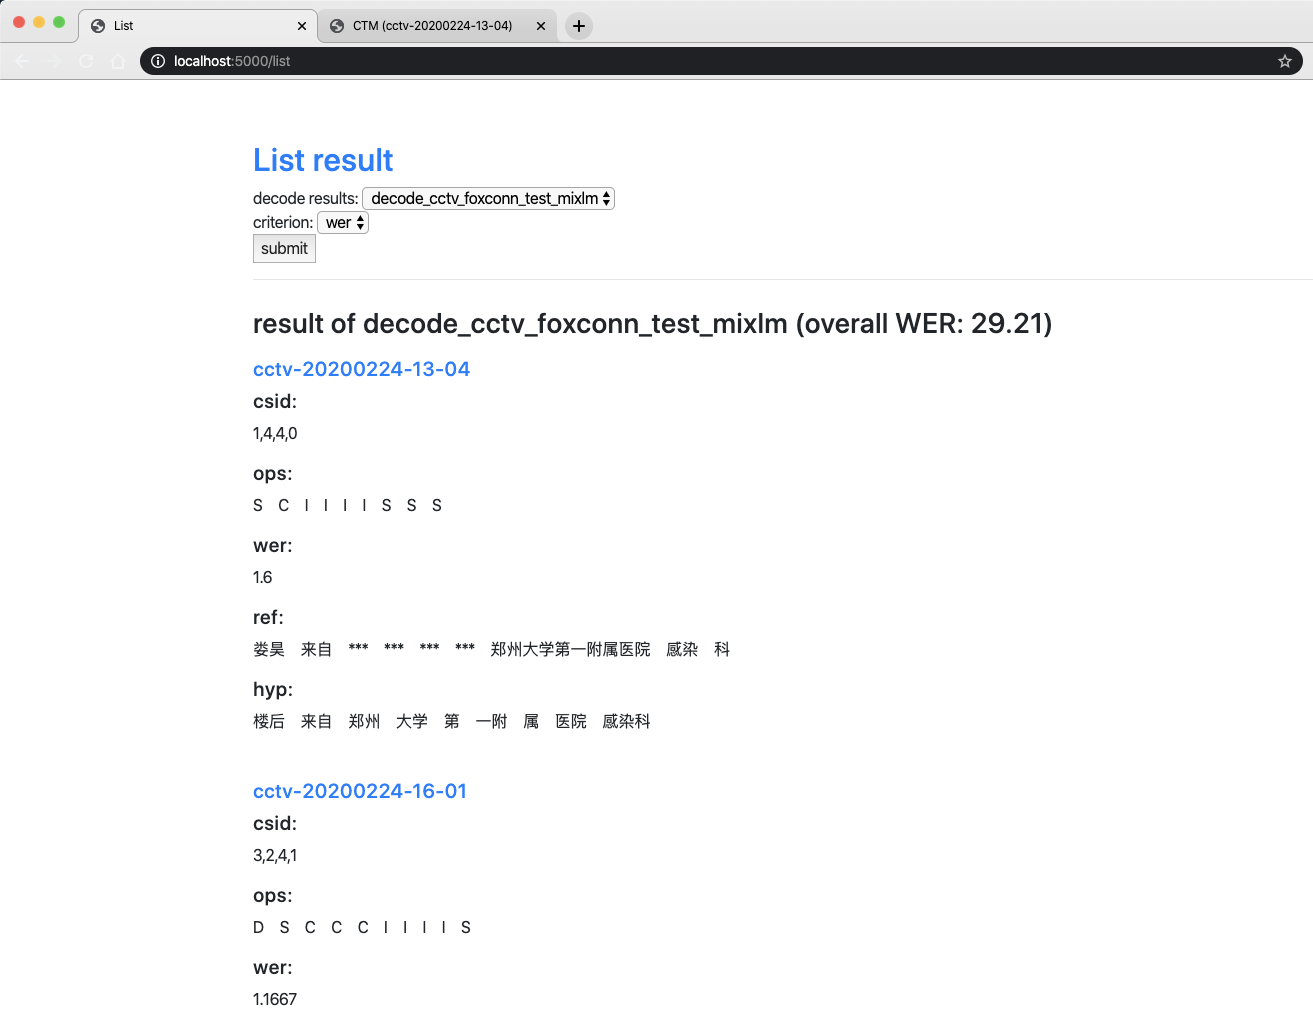 List
CTM (cctv-20200224-13-04)
localhost:5000/list
List result
decode results: decode_cctv_foxconn_test_mixlm
criterion: wer
submit
result of decode_cctv_foxconn_test_mixlm (overall WER: 29.21)
cctv-20200224-13-04
csid:
1,4,4,0
ops:
S C I I I I S S S
wer:
1.6
ref:
娄昊 来自 *** *** *** *** 郑州大学第一附属医院 感染 科
hyp:
楼后 来自 郑州 大学 第 一附 属 医院 感染科
cctv-20200224-16-01
csid:
3,2,4,1
ops:
D S C C C I I I I S
wer:
1.1667